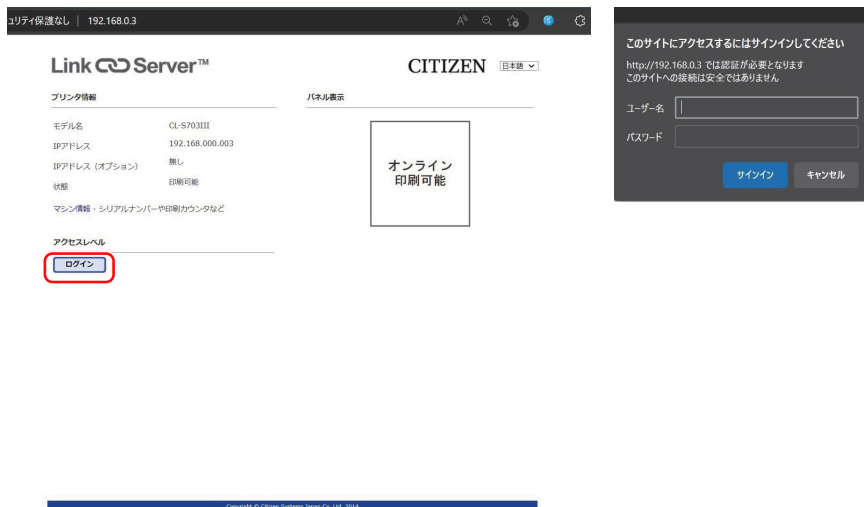 ュリティ保護なし | 192.168.0.3
Link Server™
CITIZEN 日本語
プリンタ情報
モデル名 CL-S703III
IPアドレス 192.168.000.003
IPアドレス (オプション) 無し
状態 印刷可能
マシン情報 - シリアルナンバーや印刷カウンタなど
アクセスレベル
ログイン
パネル表示
オンライン
印刷可能
Copyright © Citizen Systems Japan Co. Ltd. 2014
このサイトにアクセスするにはサインインしてください
http://192.168.0.3 では認証が必要となります
このサイトへの接続は安全ではありません
ユーザー名
パスワード
サインイン キャンセル